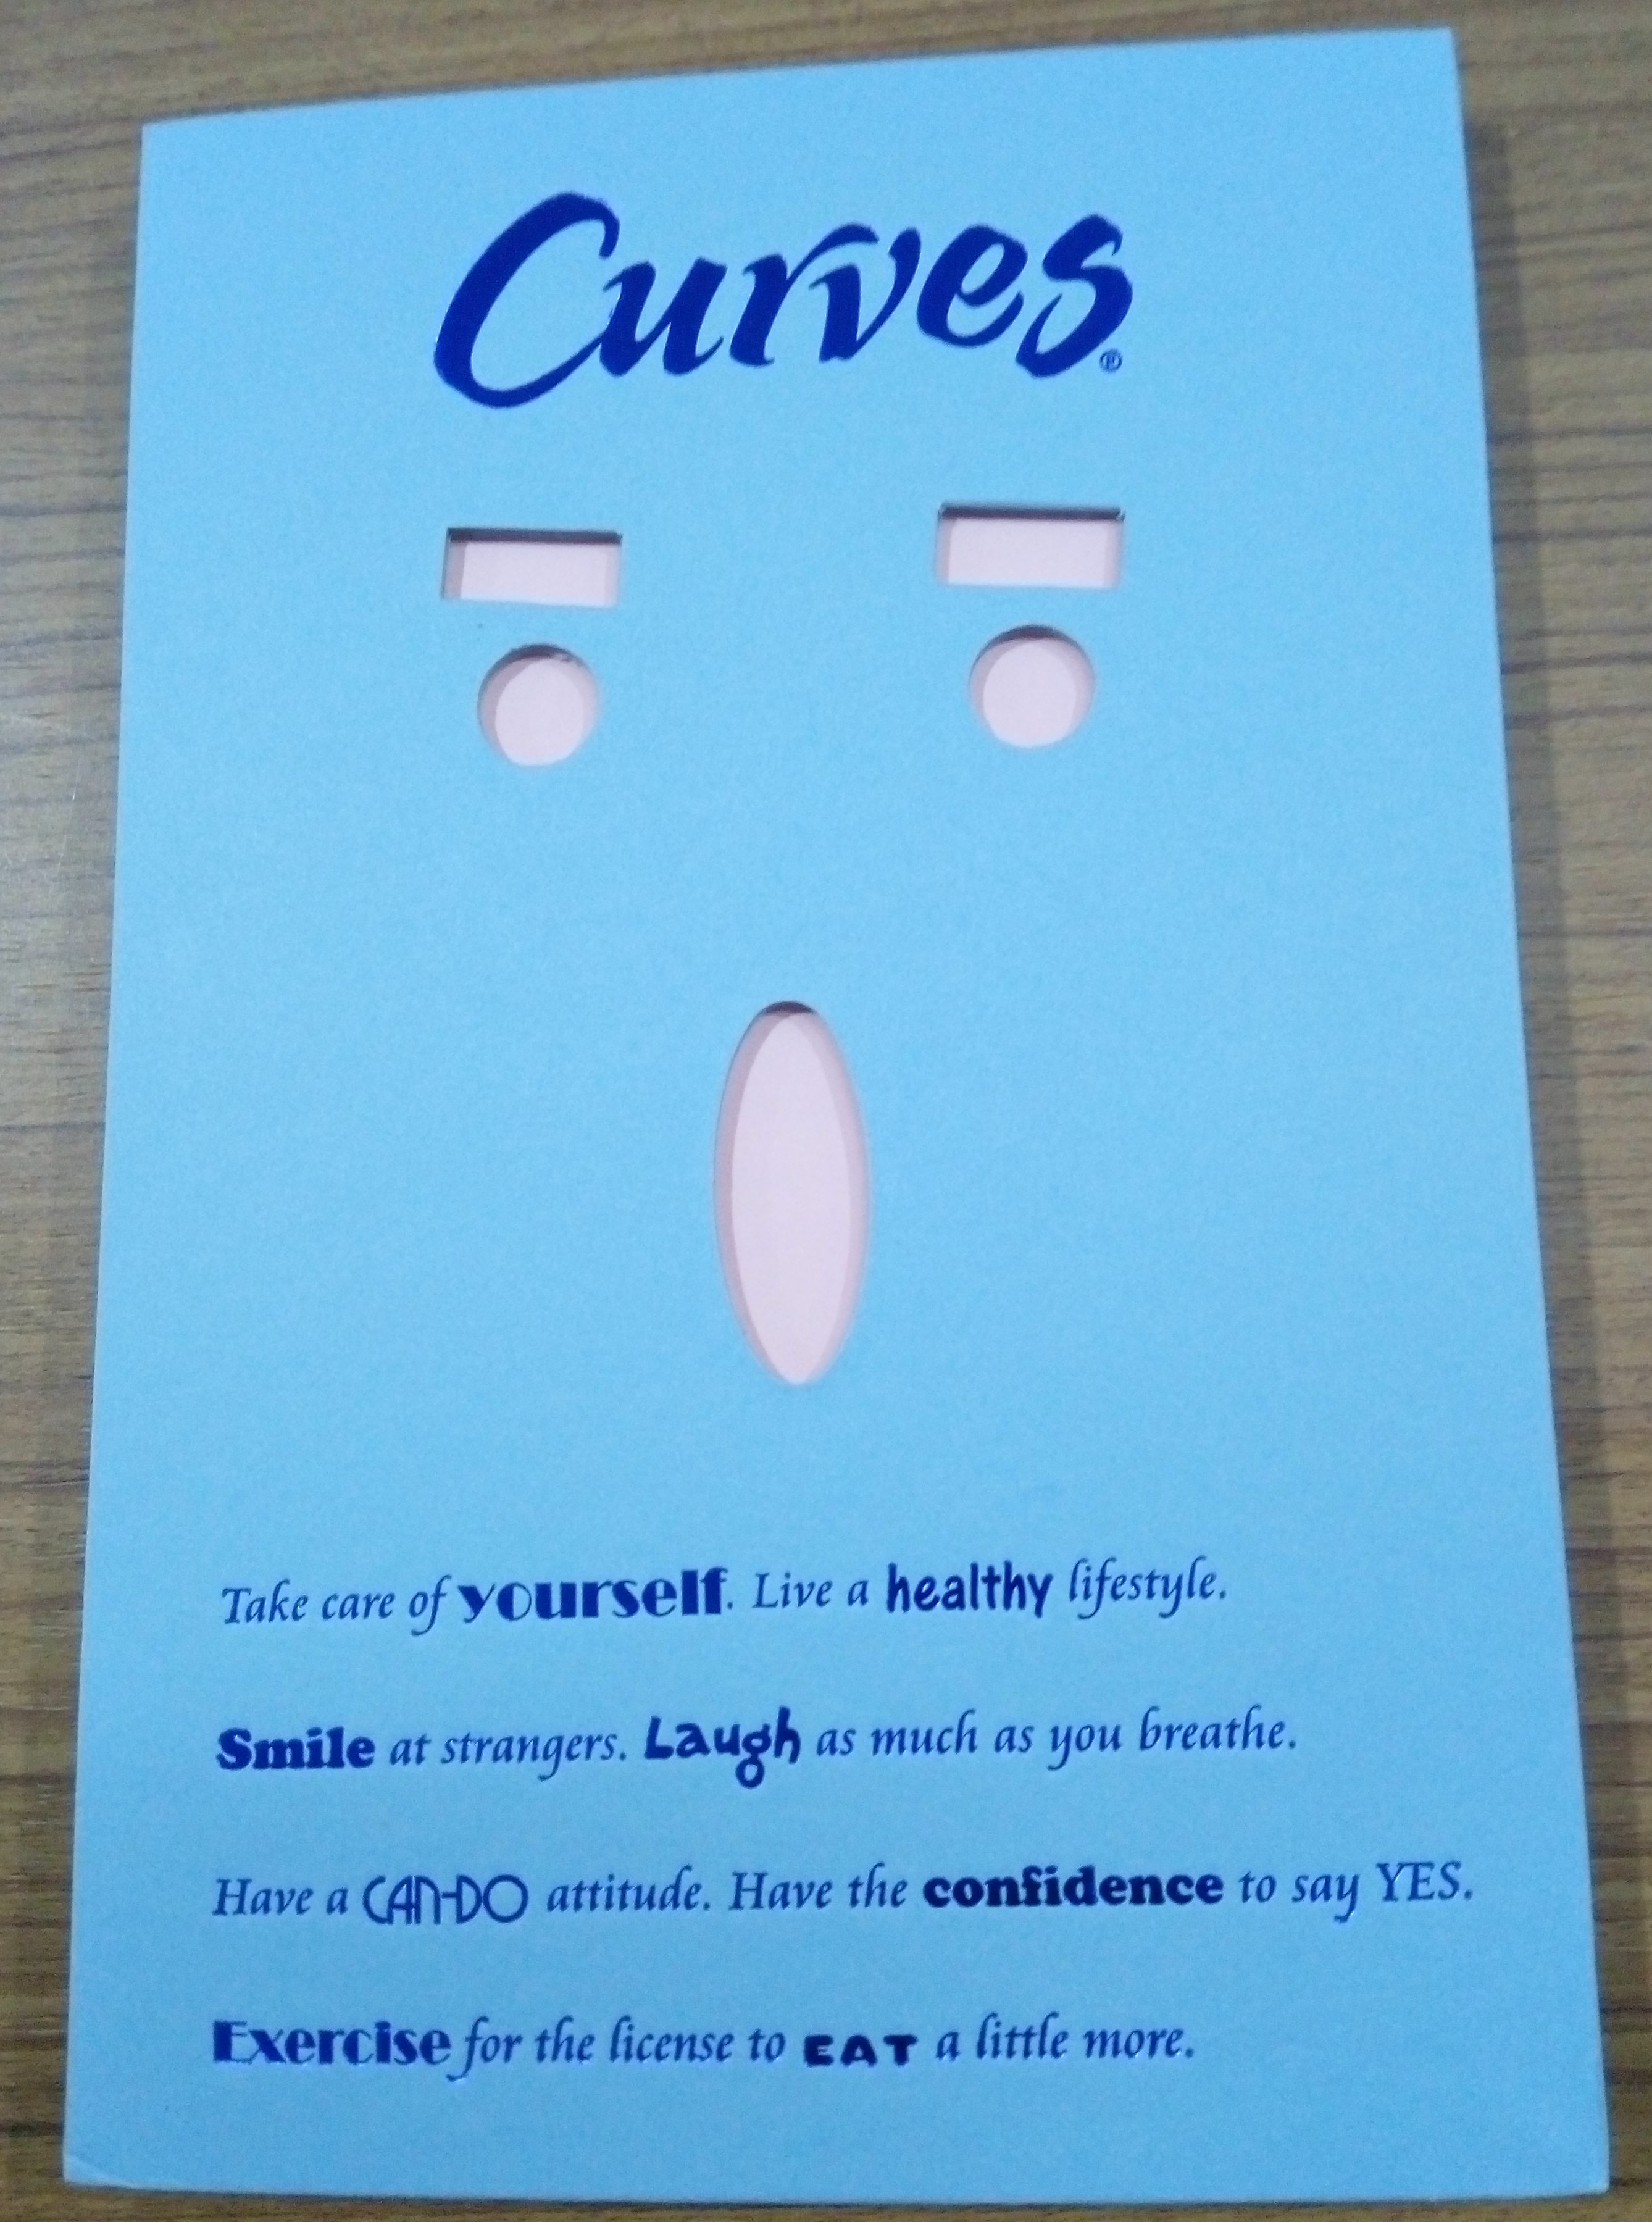 Curves®
Take care of yourself. Live a healthy lifestyle.
Smile at strangers. Laugh as much as you breathe.
Have a CAN-DO attitude. Have the confidence to say YES.
Exercise for the license to EAT a little more.